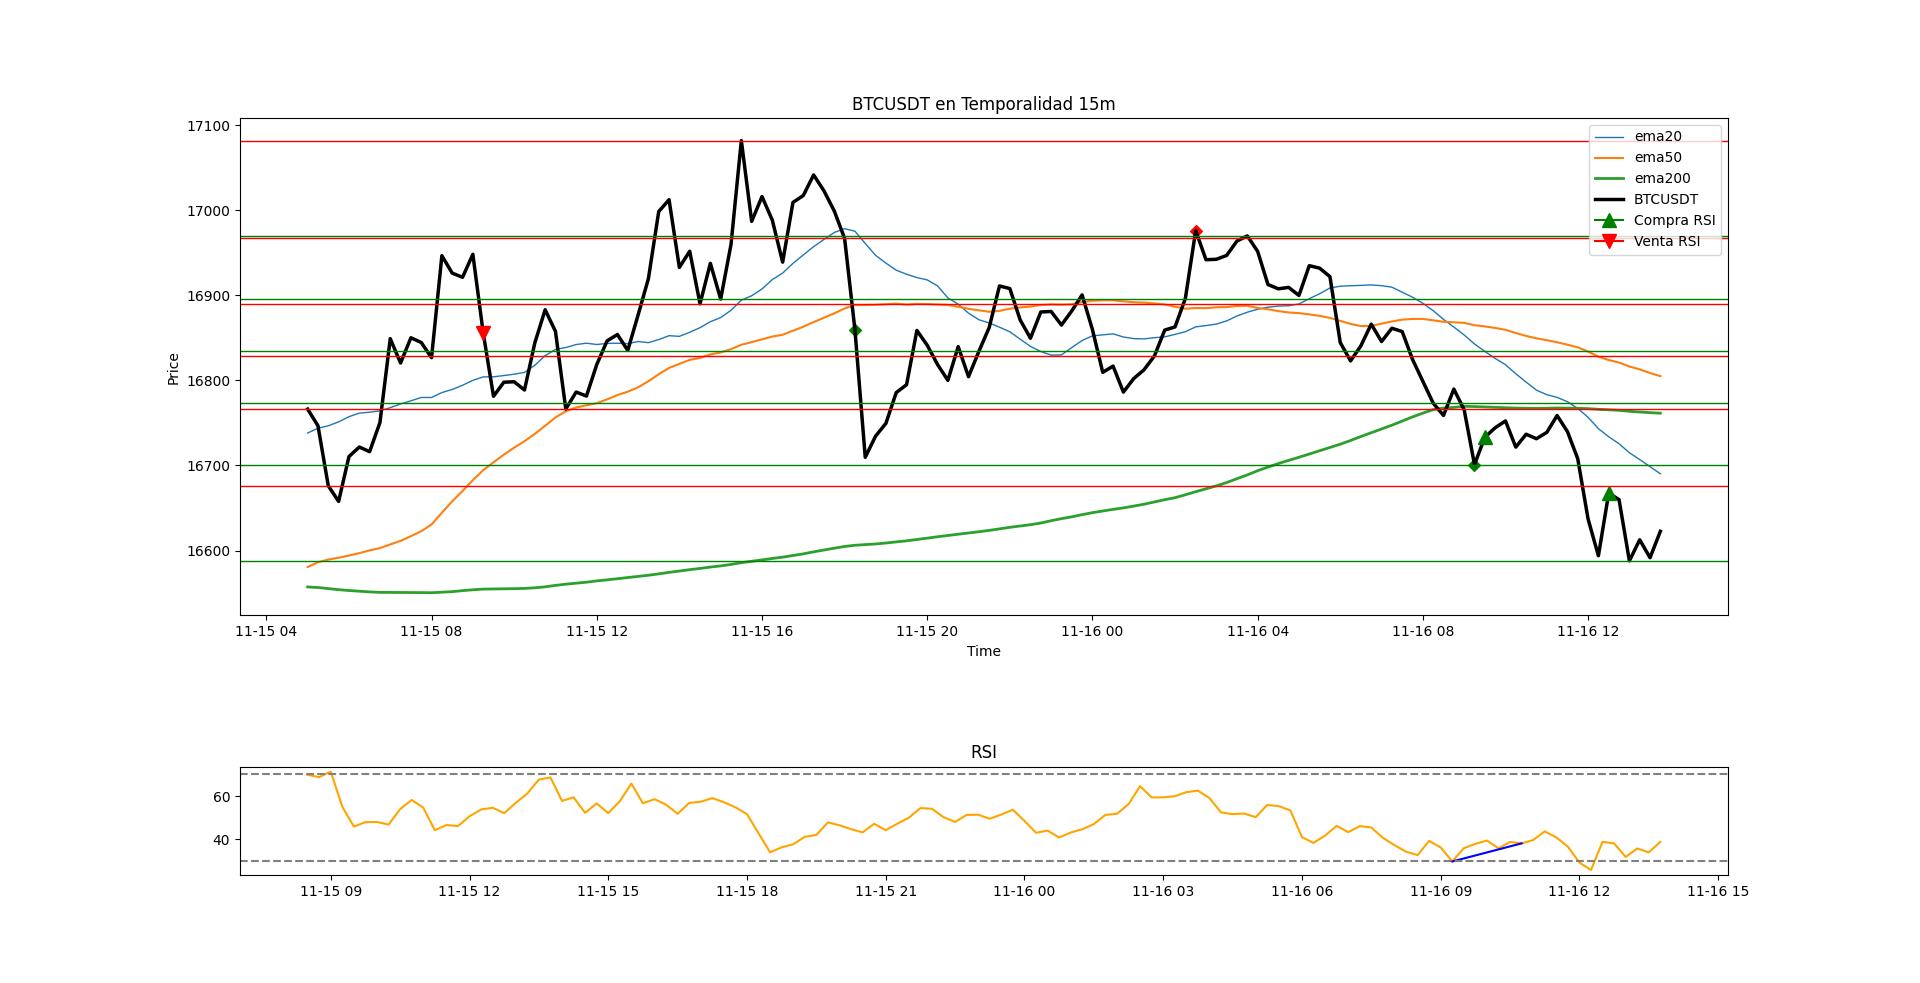 BTCUSDT en Temporalidad 15m
17100
17000
16900
16800
16700
16600
Price
ema20
ema50
ema200
BTCUSDT
Compra RSI
Venta RSI
11-15 04 11-15 08 11-15 12 11-15 16 11-15 20 11-16 00 11-16 04 11-16 08 11-16 12
Time
RSI
60
40
11-15 09 11-15 12 11-15 15 11-15 18 11-15 21 11-16 00 11-16 03 11-16 06 11-16 09 11-16 12 11-16 15